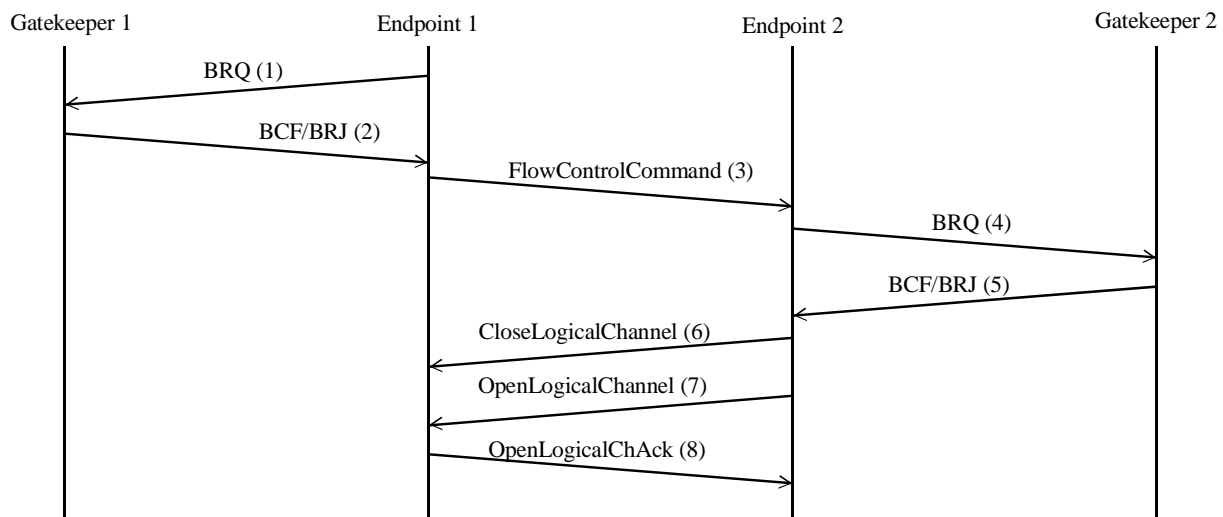 Gatekeeper 1
Endpoint 1
Endpoint 2
Gatekeeper 2
BRQ (1)
BCF/BRJ (2)
FlowControlCommand (3)
BRQ (4)
BCF/BRJ (5)
CloseLogicalChannel (6)
OpenLogicalChannel (7)
OpenLogicalChAck (8)